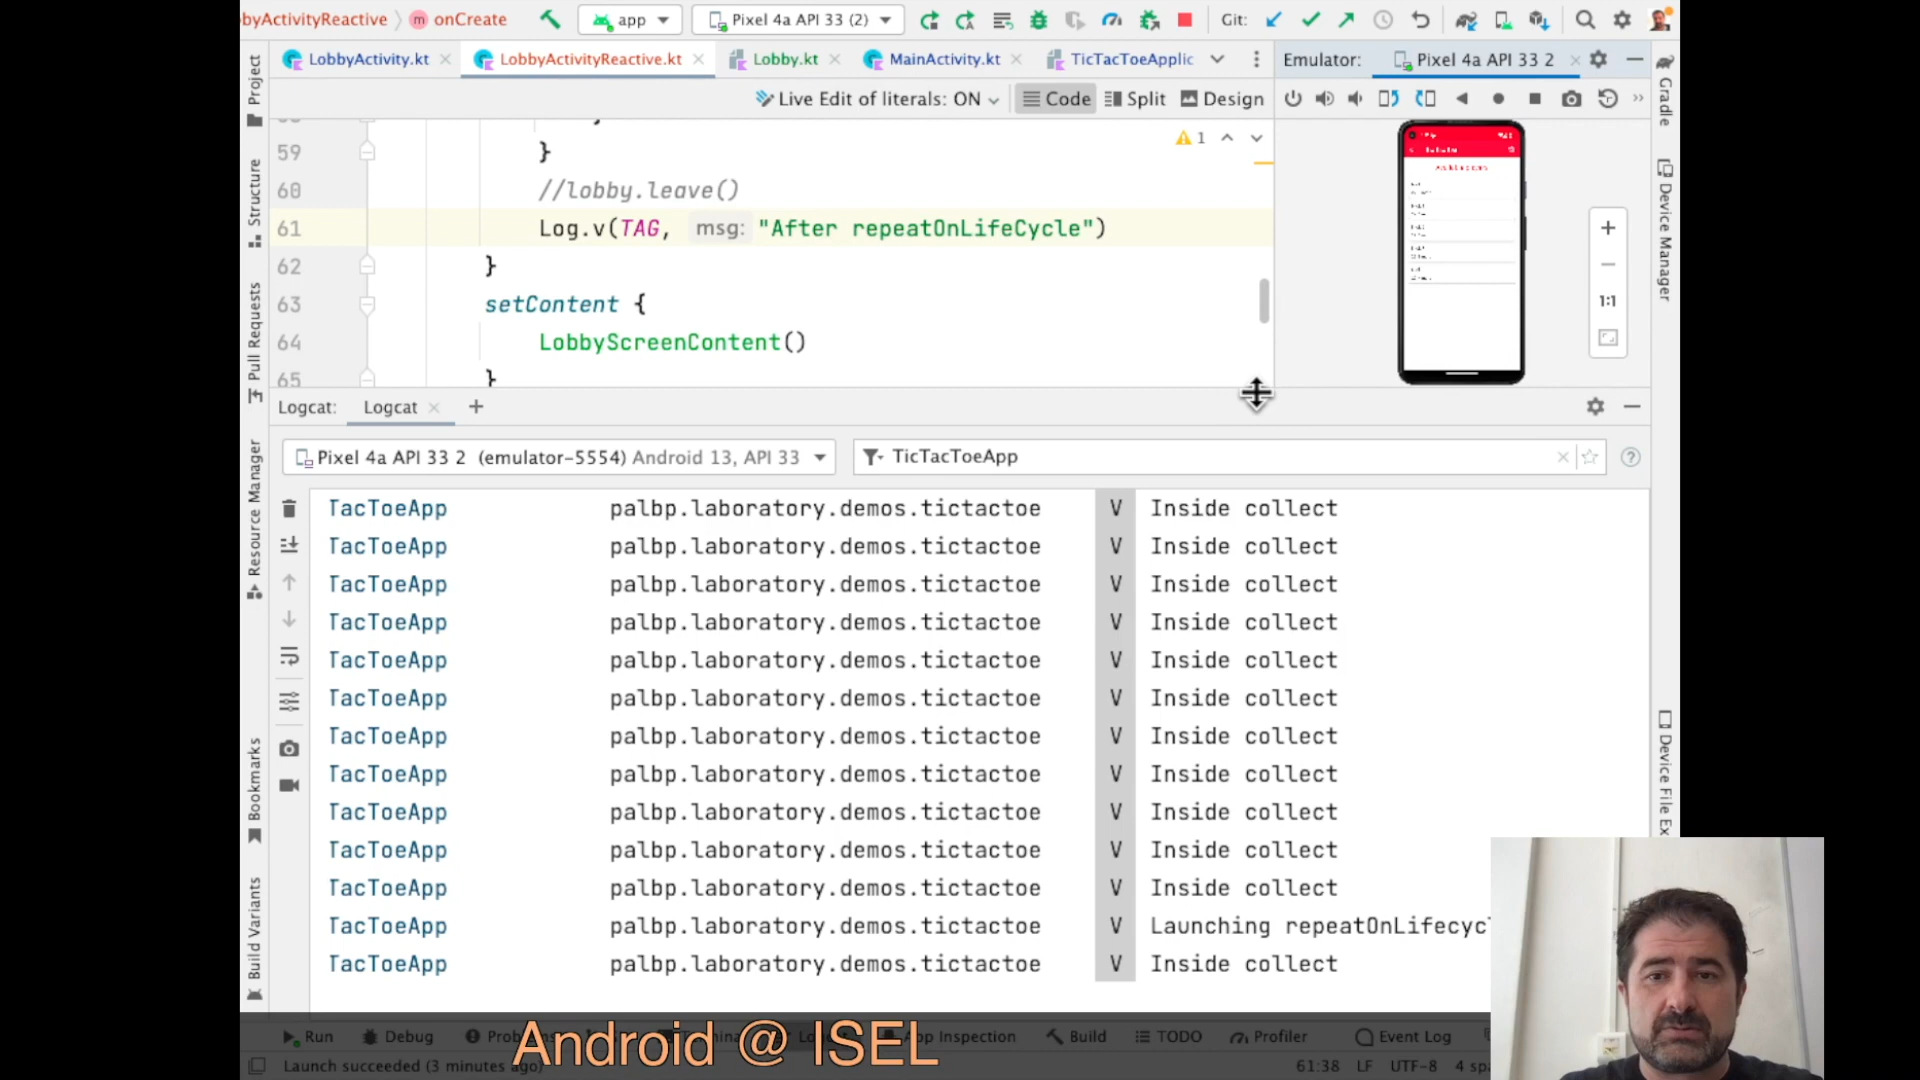 byActivityReactive 〉 m onCreate app Pixel 4a API 33 (2) Git:
LobbyActivity.kt LobbyActivityReactive.kt Lobby.kt MainActivity.kt TicTacToeApplic Emulator: Pixel 4a API 33 2
Live Edit of literals: ON Code Split Design
1
59 }
60 //lobby.leave()
61 Log.v(TAG, msg: "After repeatOnLifeCycle")
62 }
63 setContent {
64 LobbyScreenContent()
65 }
1:1
Project
Structure
Pull Requests
Resource Manager
Bookmarks
Build Variants
Gradle
Device Manager
Device File Ex
Logcat: Logcat
Pixel 4a API 33 2 (emulator-5554) Android 13, API 33 TicTacToeApp
TacToeApp palbp.laboratory.demos.tictactoe V Inside collect
TacToeApp palbp.laboratory.demos.tictactoe V Inside collect
TacToeApp palbp.laboratory.demos.tictactoe V Inside collect
TacToeApp palbp.laboratory.demos.tictactoe V Inside collect
TacToeApp palbp.laboratory.demos.tictactoe V Inside collect
TacToeApp palbp.laboratory.demos.tictactoe V Inside collect
TacToeApp palbp.laboratory.demos.tictactoe V Inside collect
TacToeApp palbp.laboratory.demos.tictactoe V Inside collect
TacToeApp palbp.laboratory.demos.tictactoe V Inside collect
TacToeApp palbp.laboratory.demos.tictactoe V Inside collect
TacToeApp palbp.laboratory.demos.tictactoe V Inside collect
TacToeApp palbp.laboratory.demos.tictactoe V Launching repeatOnLifecyc
TacToeApp palbp.laboratory.demos.tictactoe V Inside collect
Run Debug App Inspection Build TODO Profiler Event Log
Android @ ISEL
Launch succeeded (3 minutes ago) 61:38 LF UTF-8 4 sp